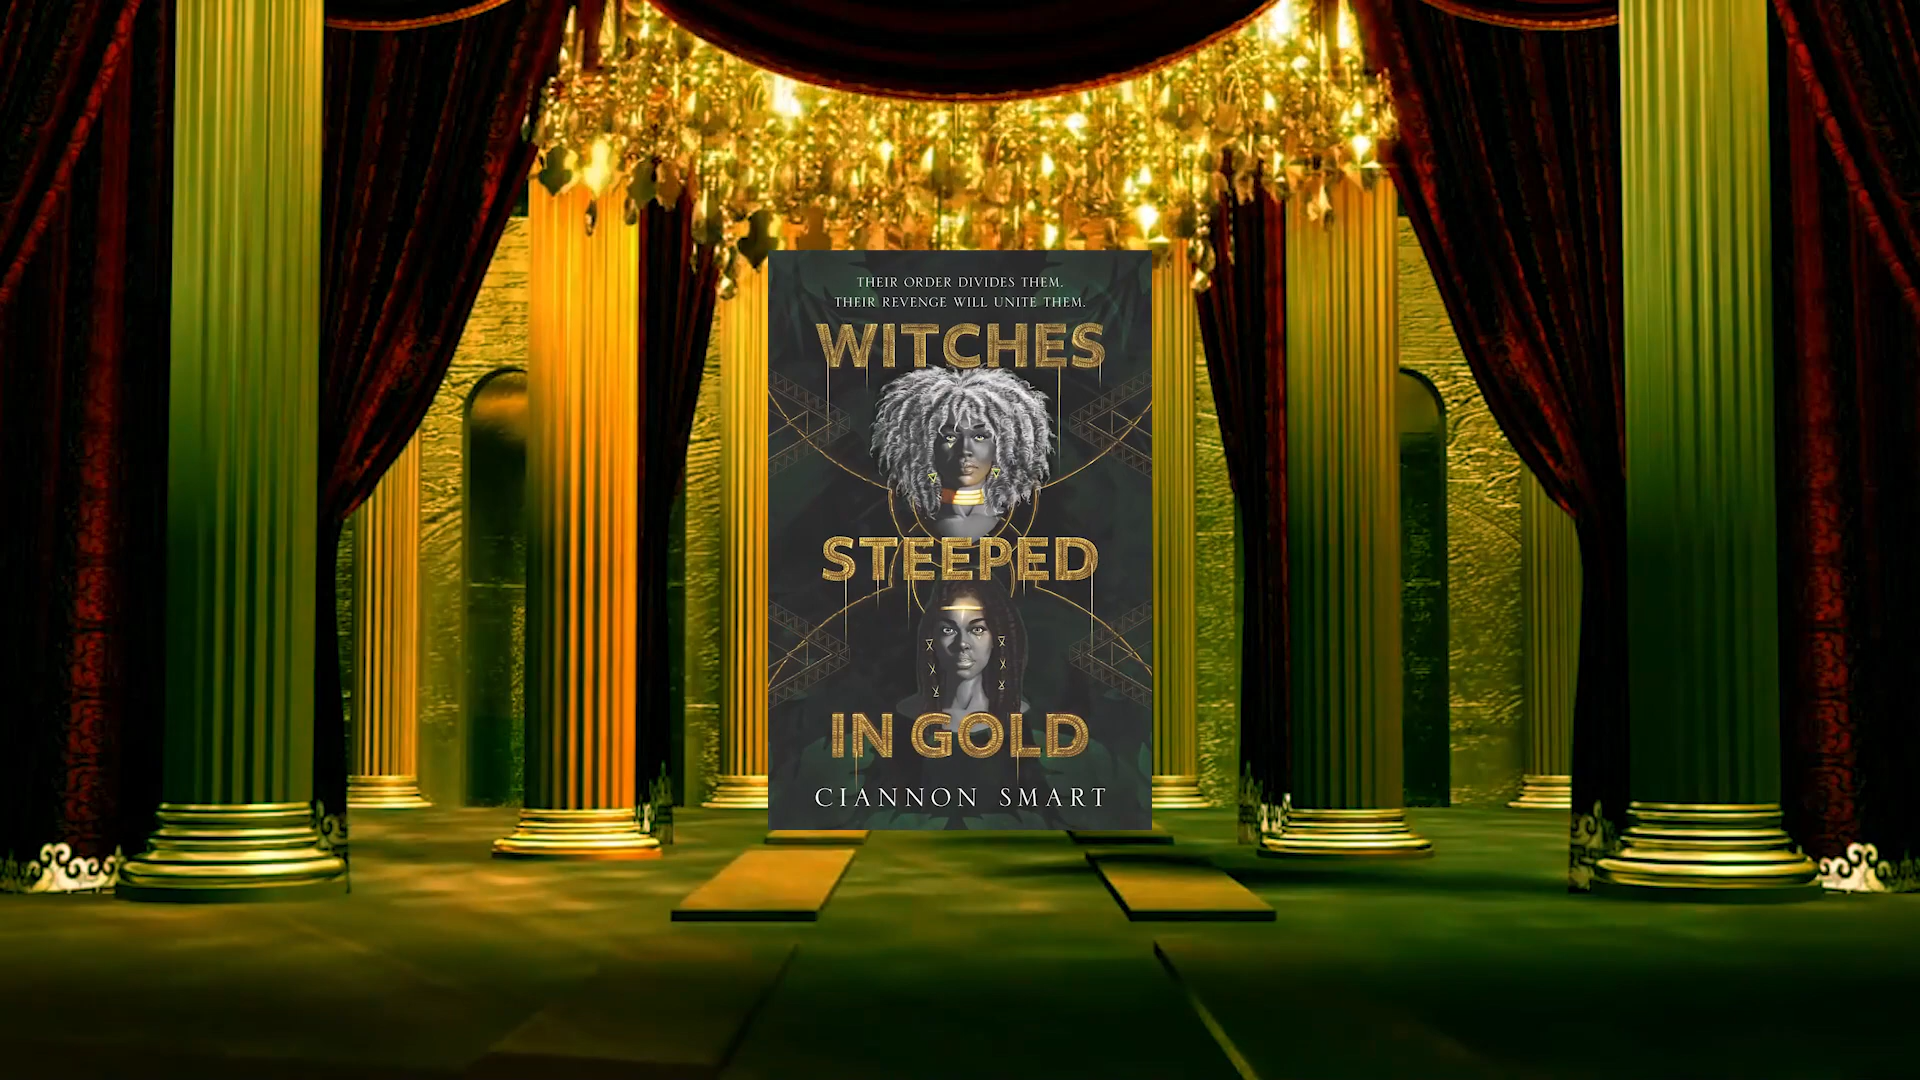 THEIR ORDER DIVIDES THEM.
THEIR REVENGE WILL UNITE THEM.
WITCHES
STEEPED
IN GOLD
CIANNON SMART